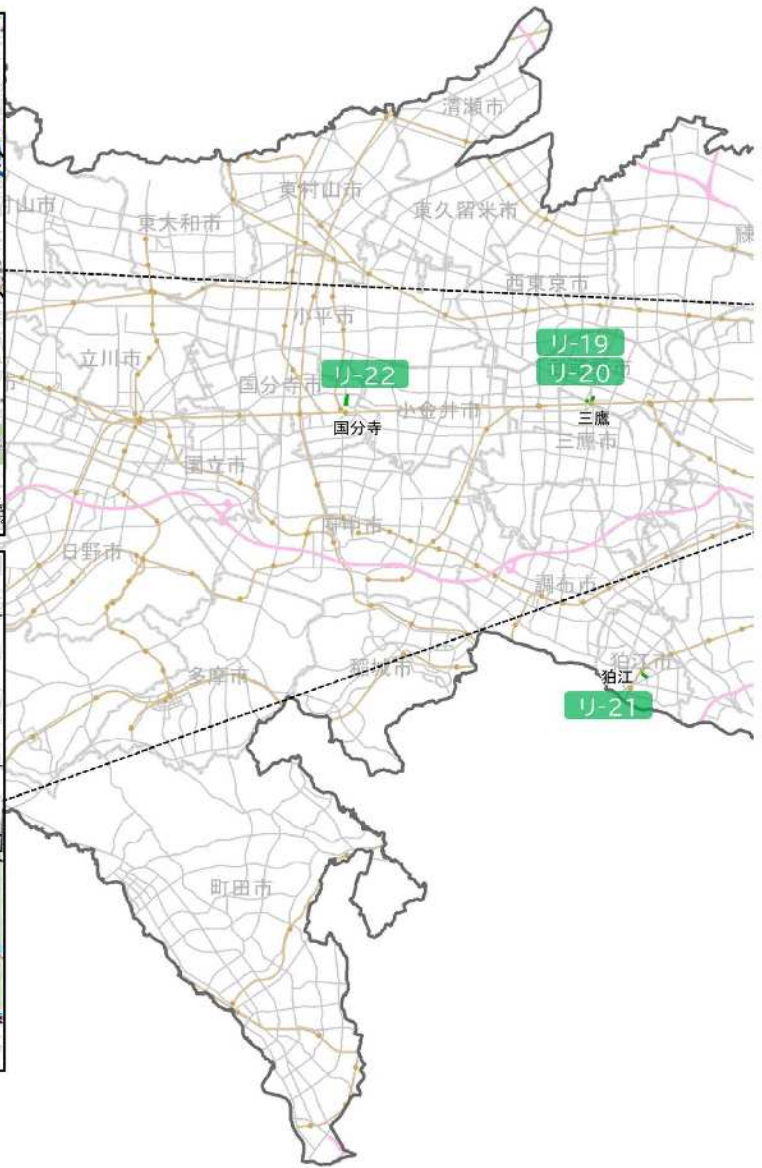 清瀬市
東村山市
村山市
東久留米市
東大和市
練
西東京市
小平市
リ-19
立川市
国分寺市
リ-22
リ-20
小金井市
三鷹
国分寺
三鷹市
国立市
府中市
日野市
調布市
狛江市
稲城市
多摩市
狛江
リ-21
町田市